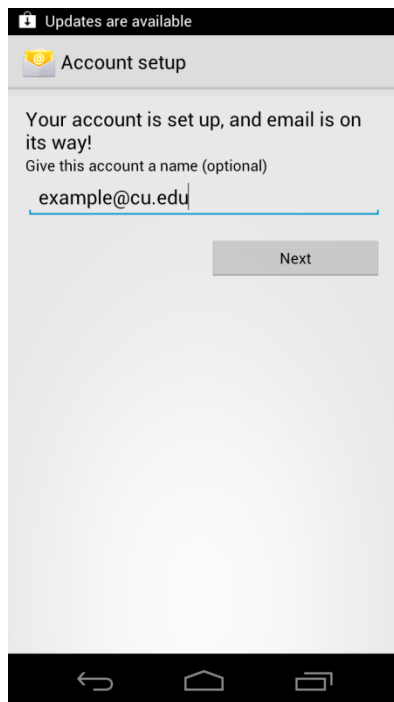 Updates are available
Account setup
Your account is set up, and email is on
its way!
Give this account a name (optional)
example@cu.edu
Next